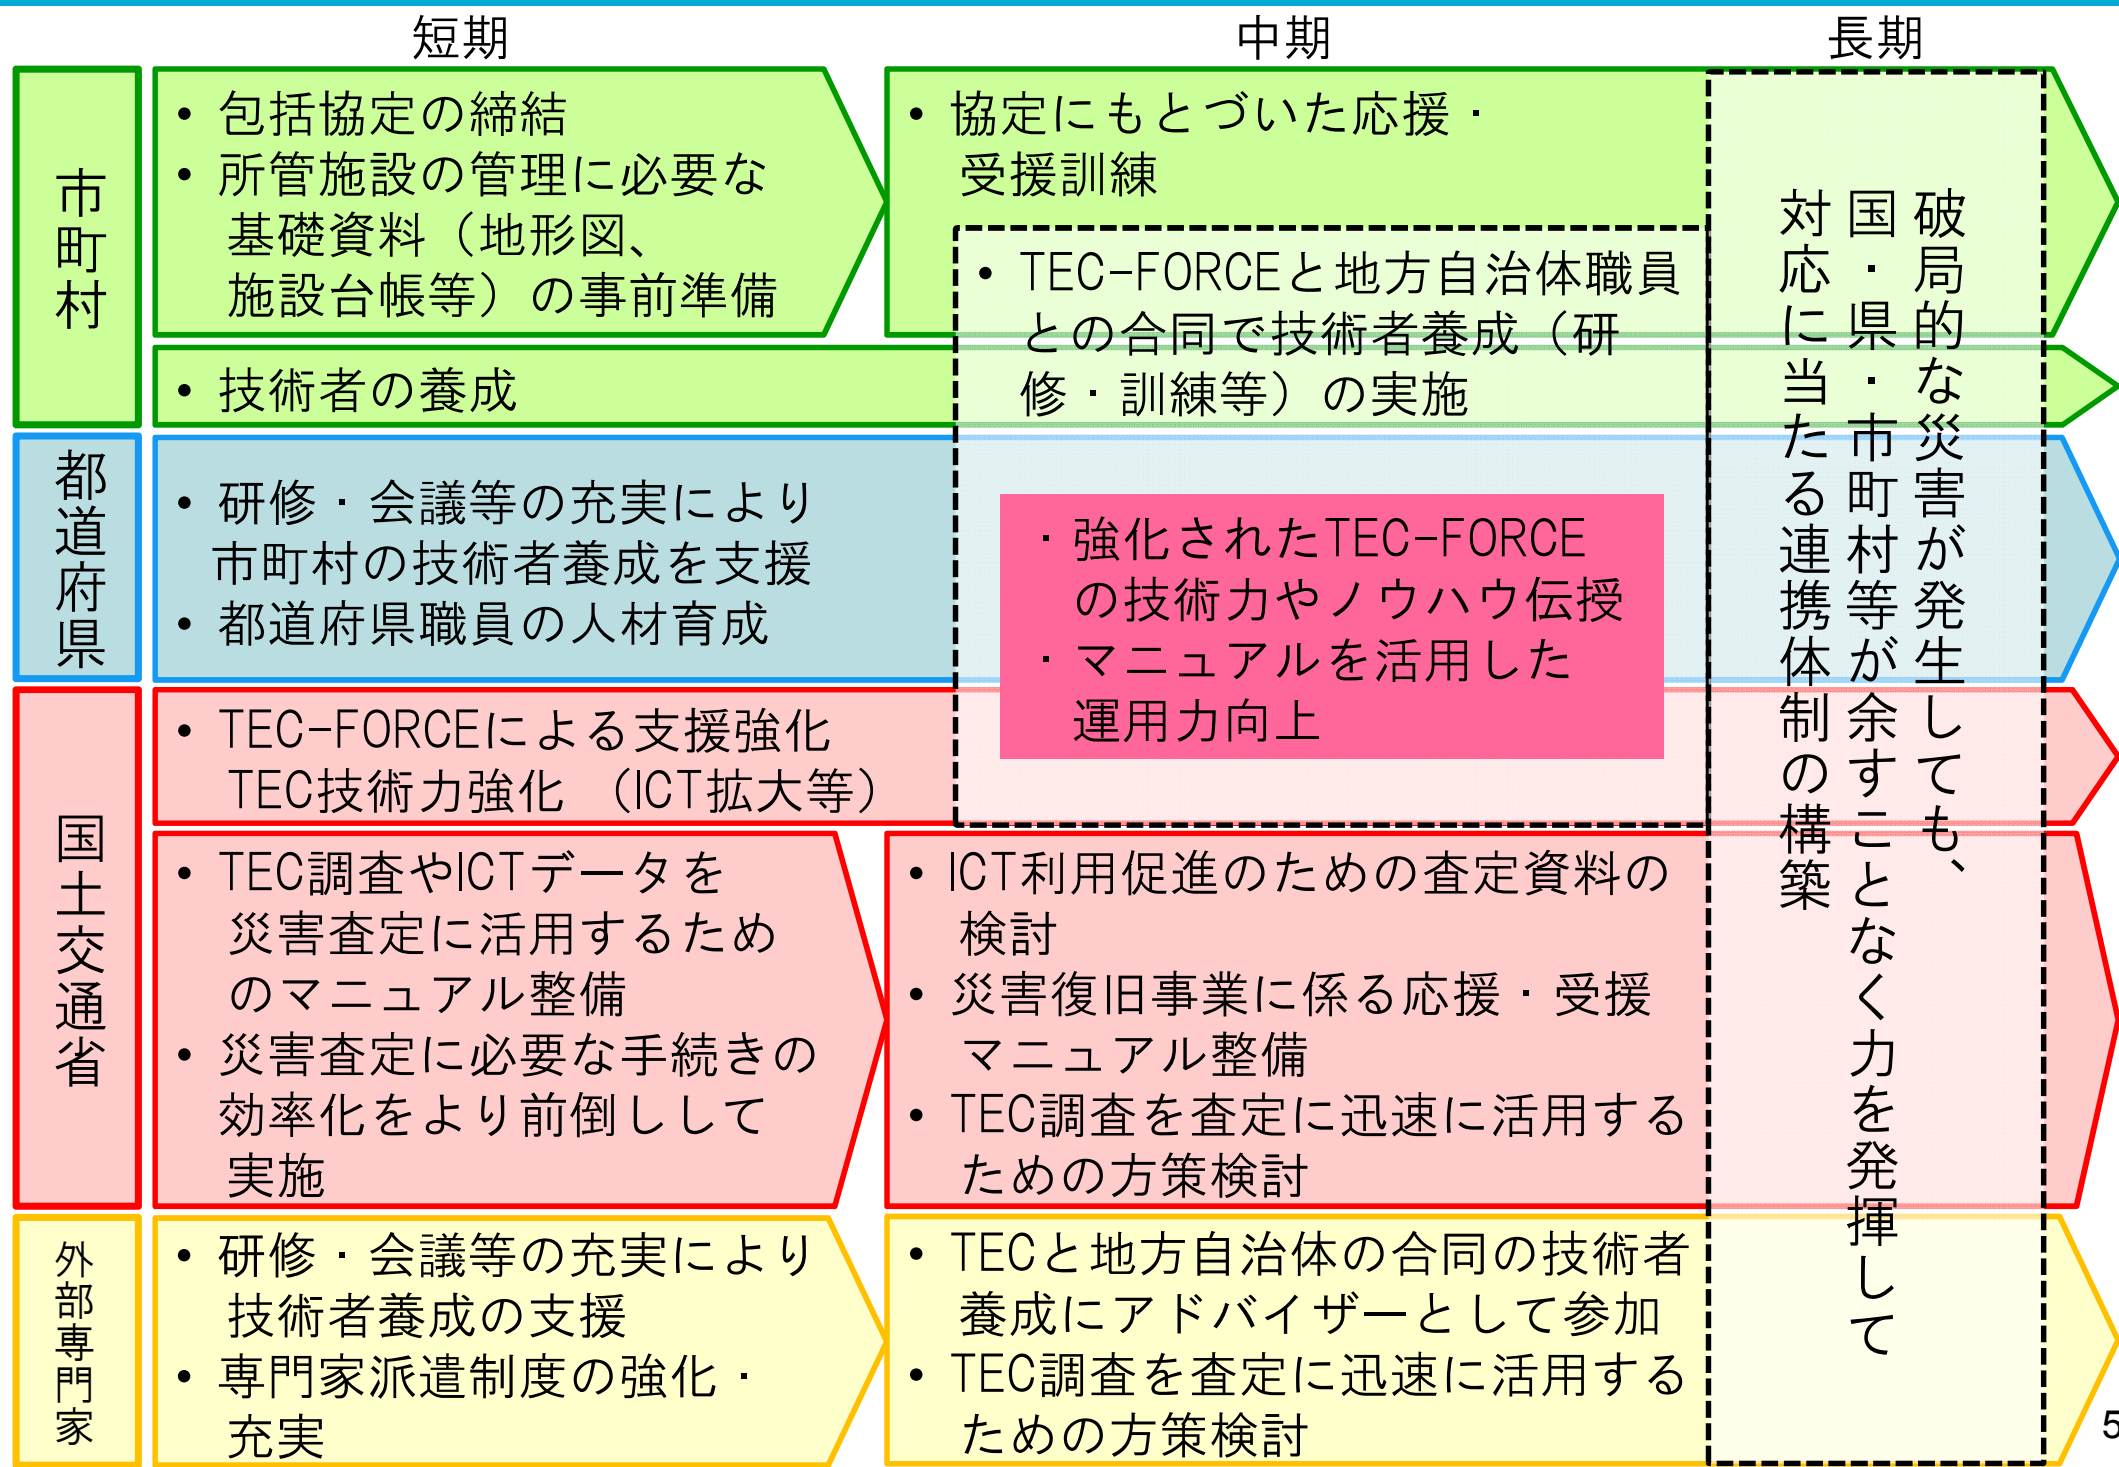 短期
中期
長期
市町村
• 包括協定の締結
• 所管施設の管理に必要な
基礎資料（地形図、
施設台帳等）の事前準備
• 協定にもとづいた応援・
受援訓練
• 技術者の養成
• TEC-FORCEと地方自治体職員
との合同で技術者養成（研
修・訓練等）の実施
都道府県
• 研修・会議等の充実により
市町村の技術者養成を支援
• 都道府県職員の人材育成
・強化されたTEC-FORCE
の技術力やノウハウ伝授
・マニュアルを活用した
運用力向上
国土交通省
• TEC-FORCEによる支援強化
TEC技術力強化 （ICT拡大等）
• TEC調査やICTデータを
災害査定に活用するため
のマニュアル整備
• 災害査定に必要な手続きの
効率化をより前倒しして
実施
• ICT利用促進のための査定資料の
検討
• 災害復旧事業に係る応援・受援
マニュアル整備
• TEC調査を査定に迅速に活用する
ための方策検討
外部専門家
• 研修・会議等の充実により
技術者養成の支援
• 専門家派遣制度の強化・
充実
• TECと地方自治体の合同の技術者
養成にアドバイザーとして参加
• TEC調査を査定に迅速に活用する
ための方策検討
破局的な災害が発生しても、
国・県・市町村等が余すことなく力を発揮して
対応に当たる連携体制の構築
5